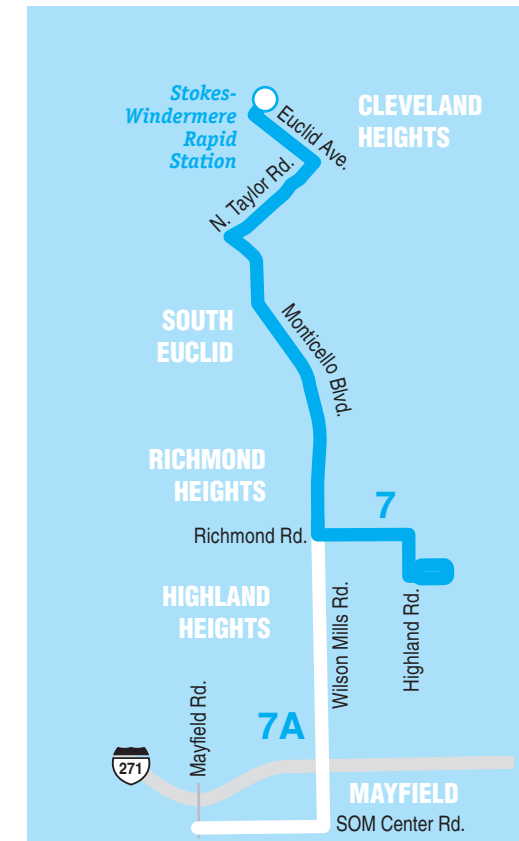 Stokes-
Windermere
Rapid
Station
Euclid Ave.
CLEVELAND
HEIGHTS
N. Taylor Rd.
SOUTH
EUCLID
Monticello Blvd.
RICHMOND
HEIGHTS
7
Richmond Rd.
HIGHLAND
HEIGHTS
Wilson Mills Rd.
Highland Rd.
Mayfield Rd.
7A
271
MAYFIELD
SOM Center Rd.